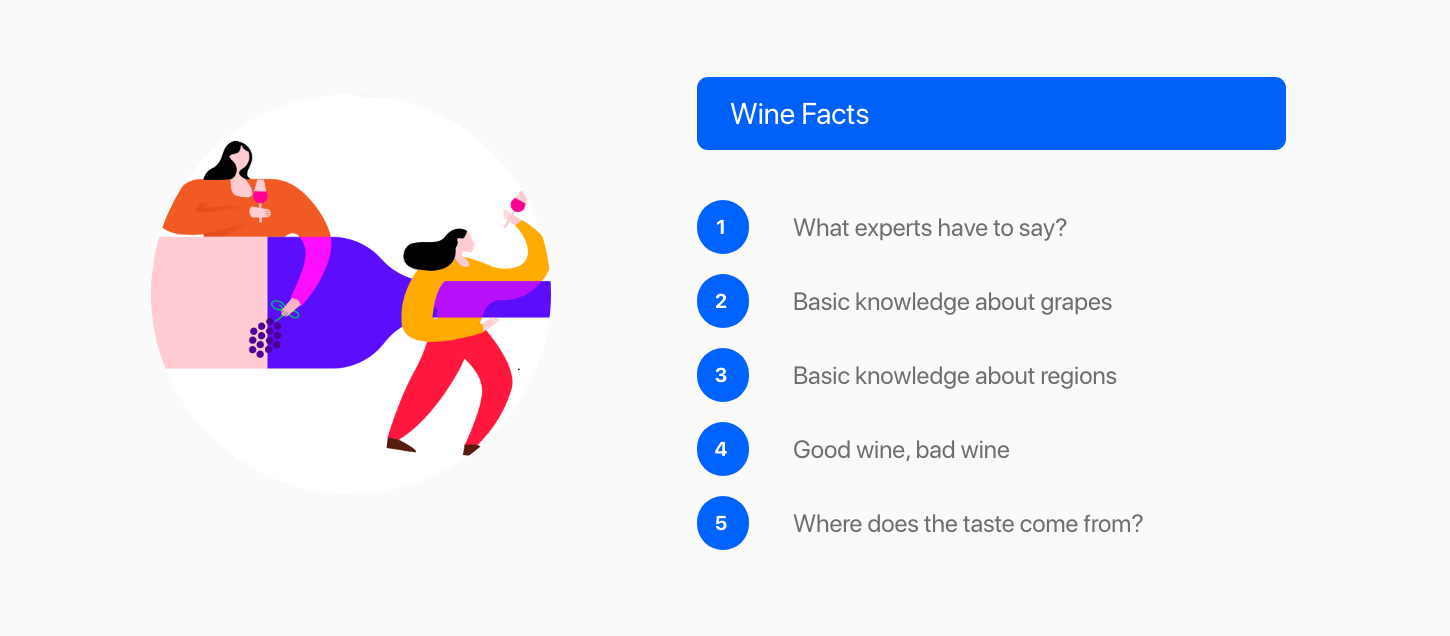 Wine Facts
1 What experts have to say?
2 Basic knowledge about grapes
3 Basic knowledge about regions
4 Good wine, bad wine
5 Where does the taste come from?